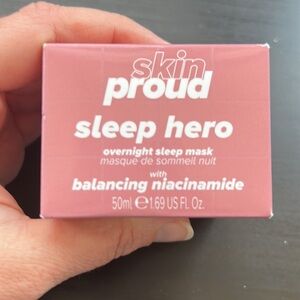 skin
proud
sleep hero
overnight sleep mask
masque de sommeil nuit
with
balancing niacinamide
50ml ℮1.69 US FL. Oz.